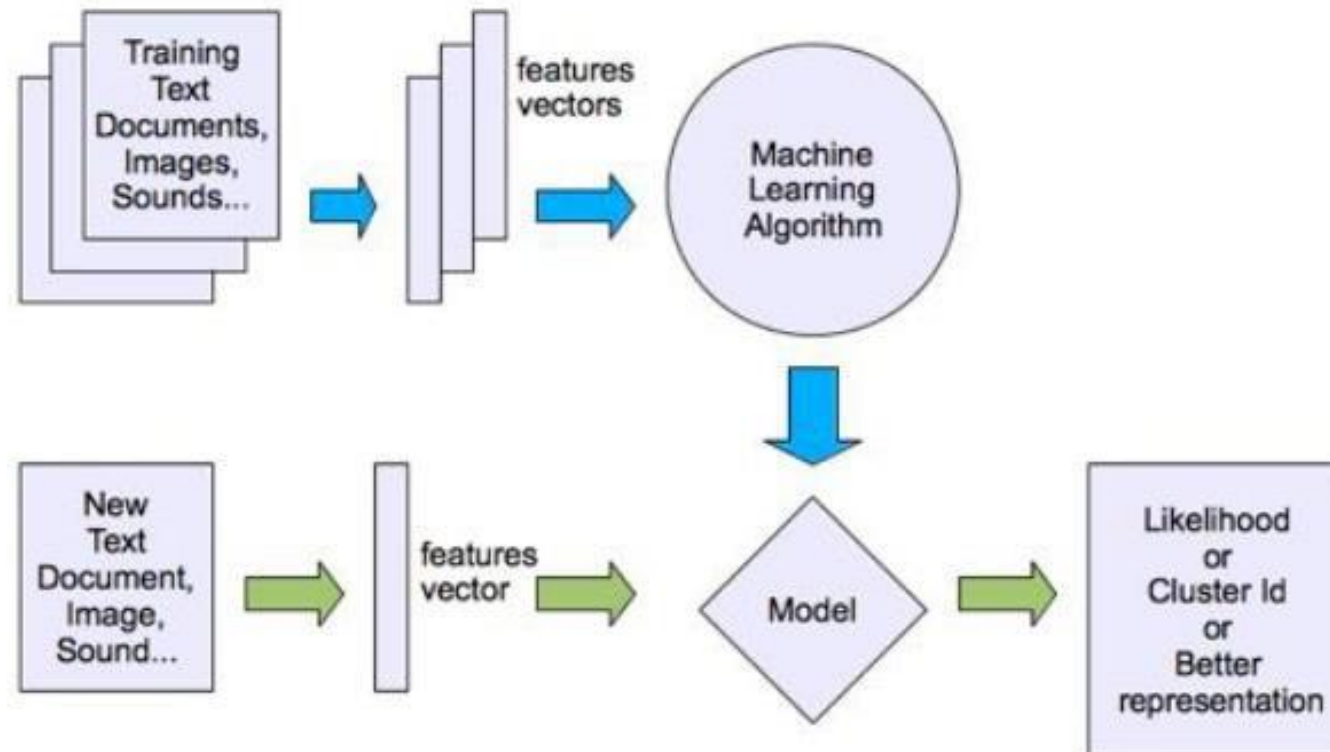 Training
Text
Documents,
Images,
Sounds...
features
vectors
Machine
Learning
Algorithm
New
Text
Document,
Image,
Sound...
features
vector
Model
Likelihood
or
Cluster Id
or
Better
representation